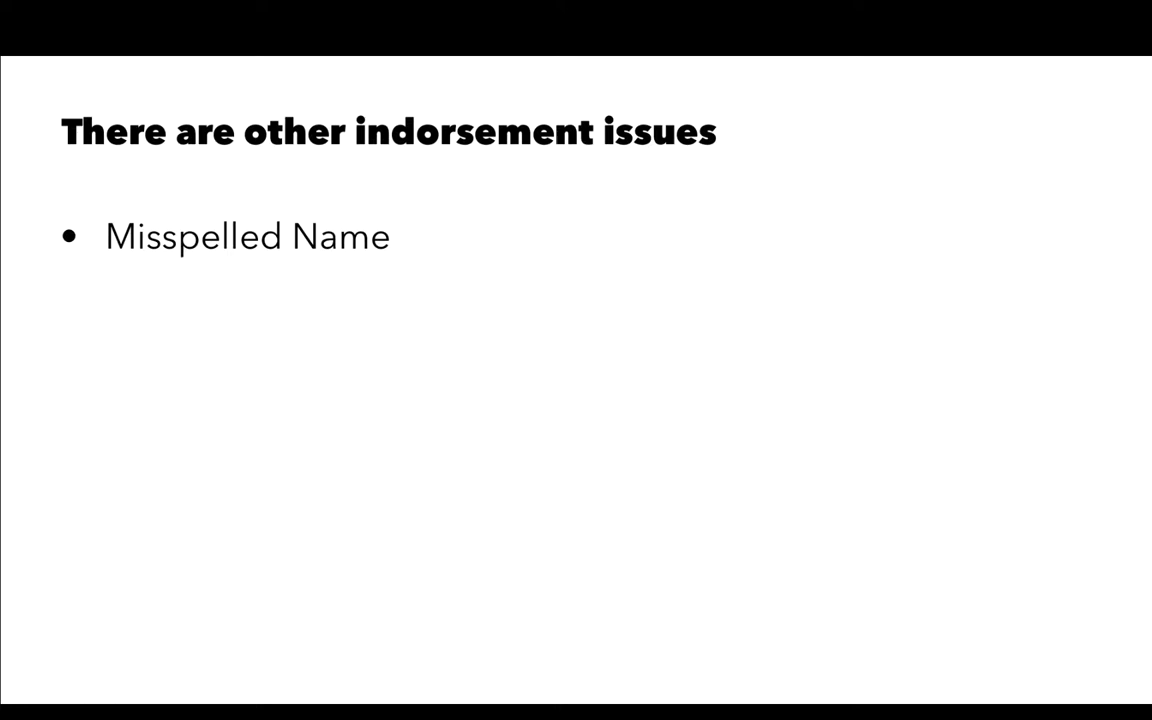 There are other indorsement issues
• Misspelled Name